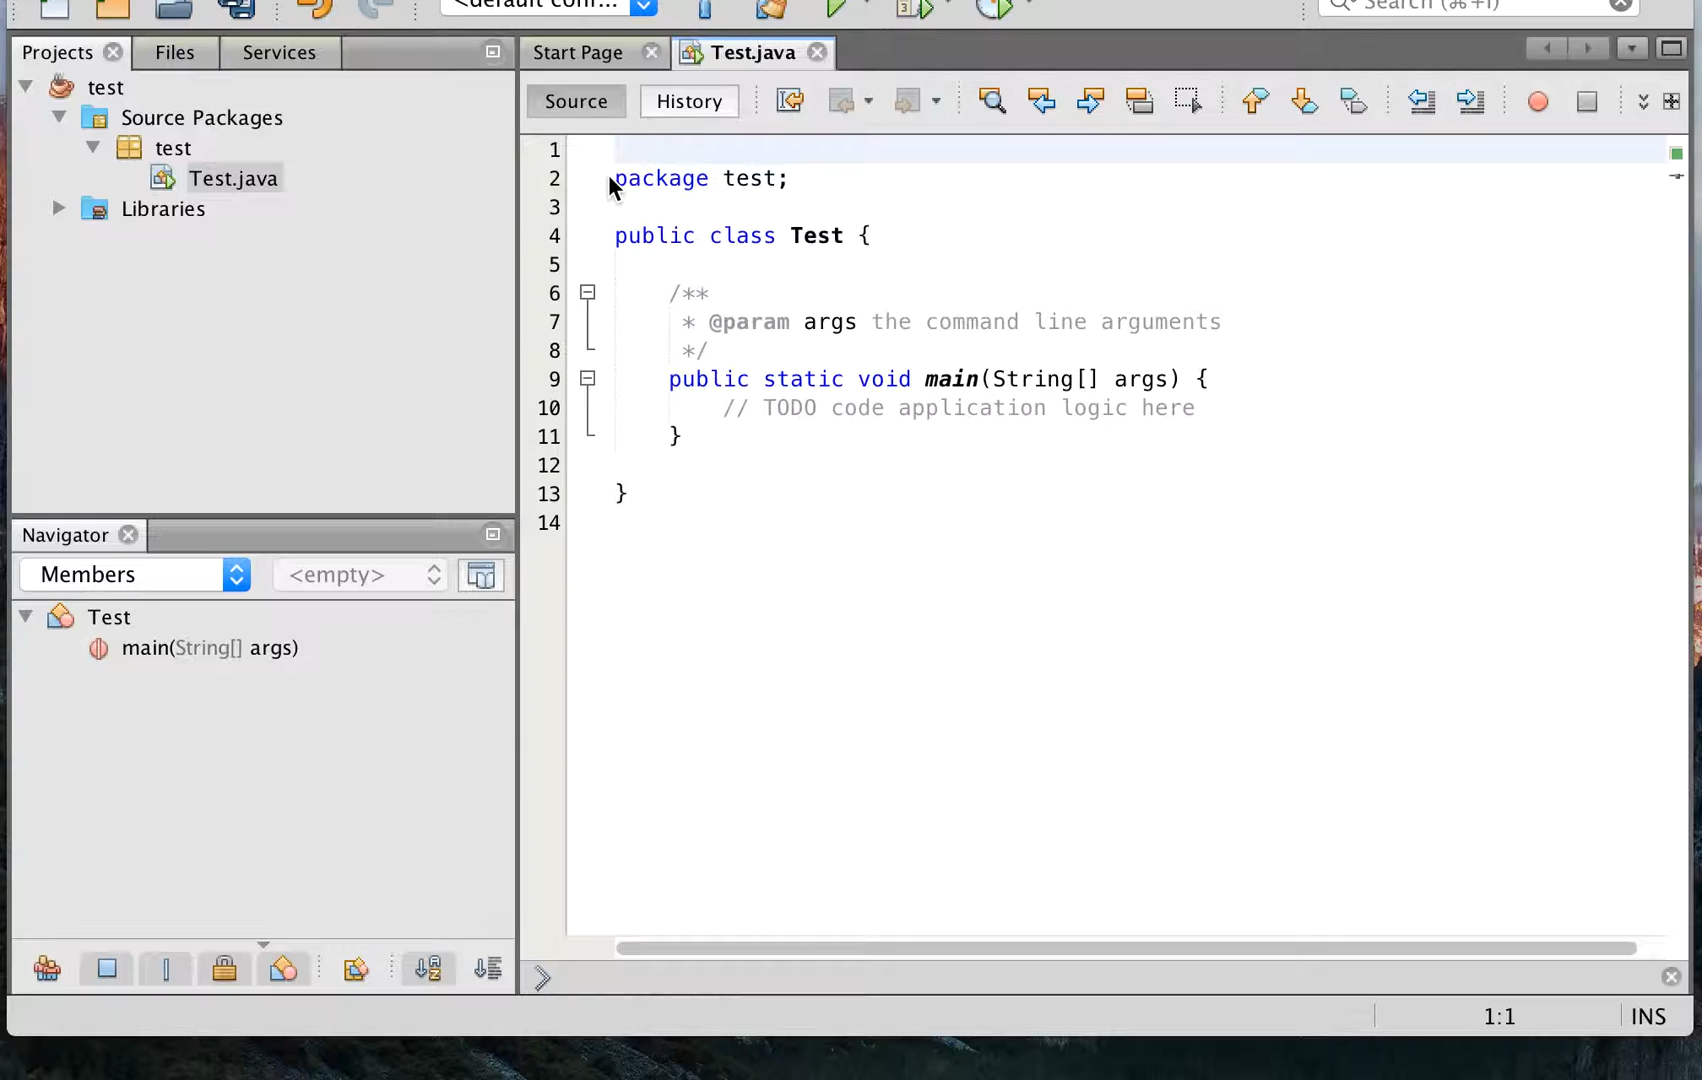 <default conf...
Search (⌘+I)
Projects
Files
Services
Start Page
Test.java
test
Source Packages
test
Test.java
Libraries
Source
History
1
2 package test;
3
4 public class Test {
5
6 /**
7 * @param args the command line arguments
8 */
9 public static void main(String[] args) {
10 // TODO code application logic here
11 }
12
13 }
14
Navigator
Members
<empty>
Test
main(String[] args)
1:1
INS